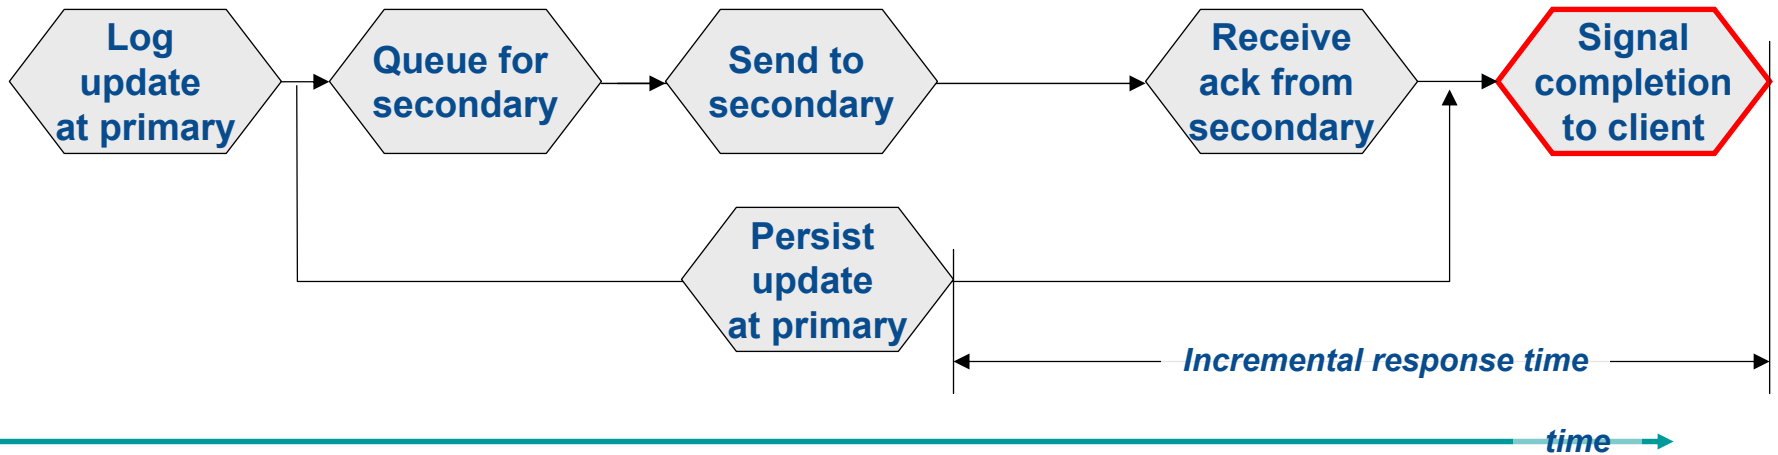 Log
update
at primary
Queue for
secondary
Send to
secondary
Receive
ack from
secondary
Signal
completion
to client
Persist
update
at primary
Incremental response time
time